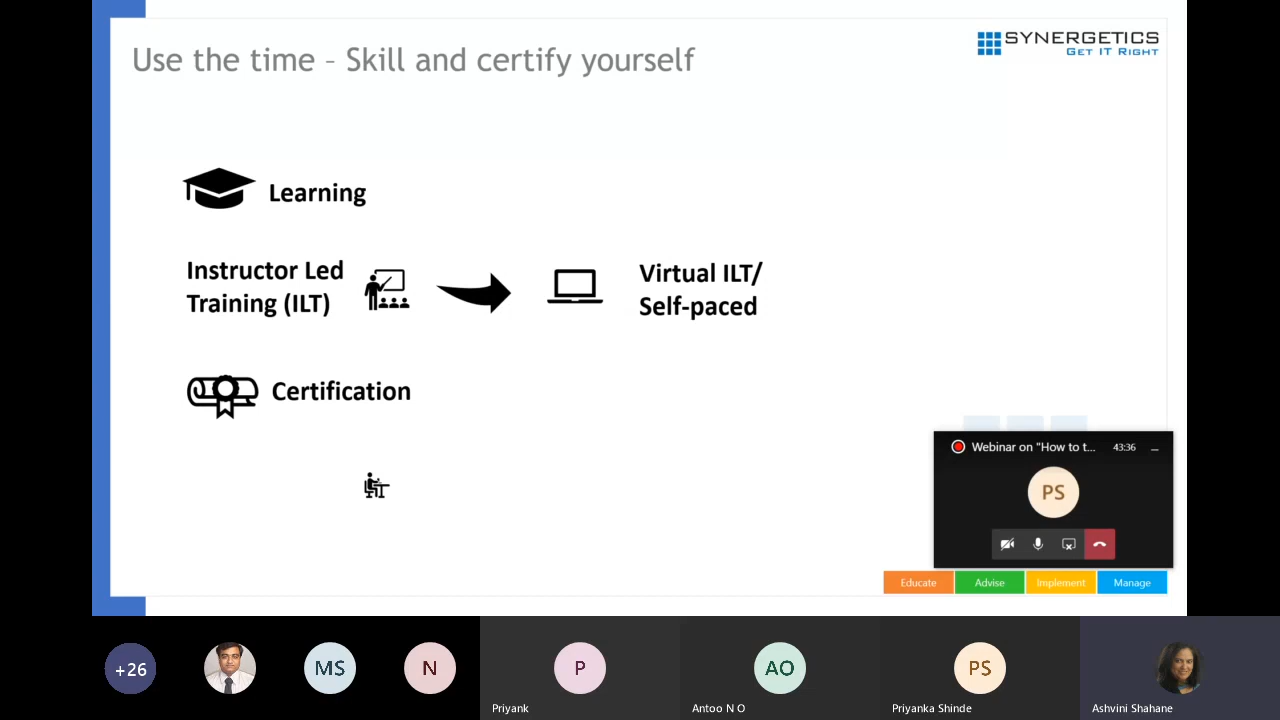 Use the time – Skill and certify yourself
SYNERGETICS
GET IT RIGHT
Learning
Instructor Led
Training (ILT)
Virtual ILT/
Self-paced
Certification
Webinar on "How to t...
43:36
PS
Educate
Advise
Implement
Manage
+26
MS
N
P
AO
PS
Priyank
Antoo N O
Priyanka Shinde
Ashvini Shahane